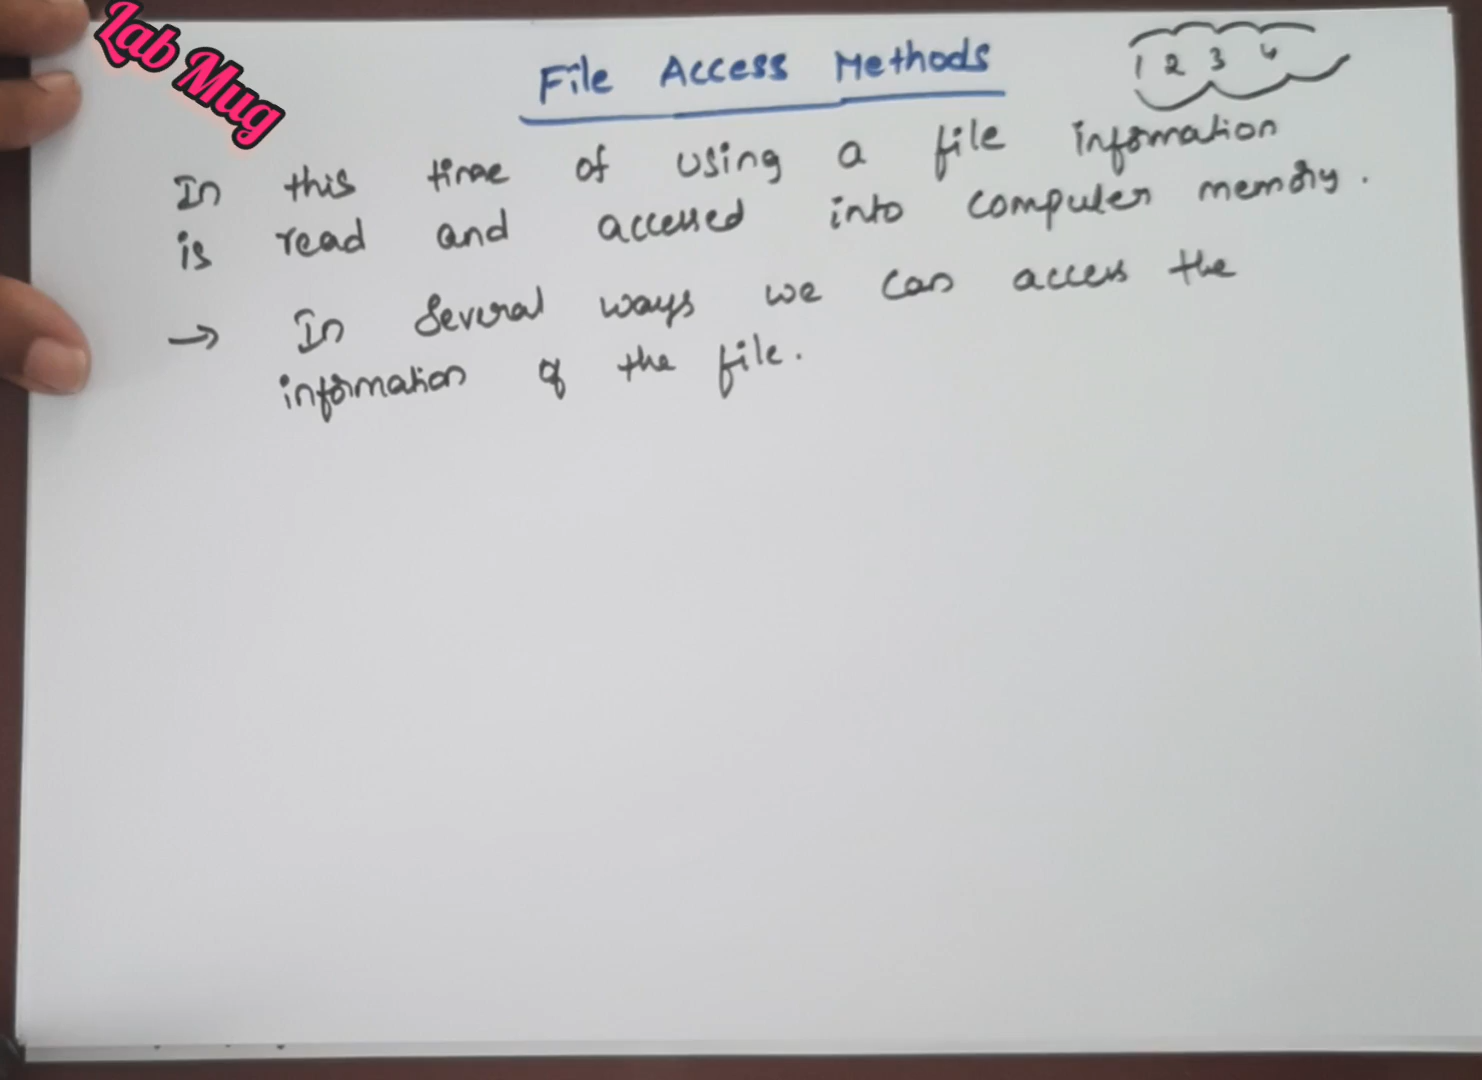 Lab Mug
File Access Methods
1 2 3 4
In this time of using a file information
is read and accessed into computer memory.
→ In Several ways we can access the
information of the file.